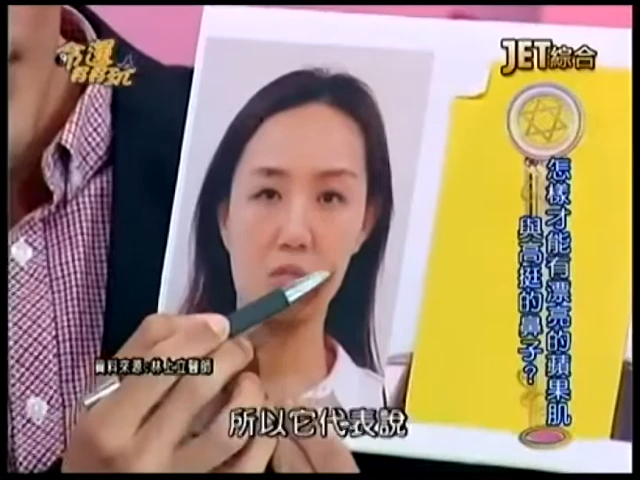 命運好好玩
JET綜合
怎樣才能有漂亮的蘋果肌
與高挺的鼻子?
資料來源:林上立醫師
所以它代表說